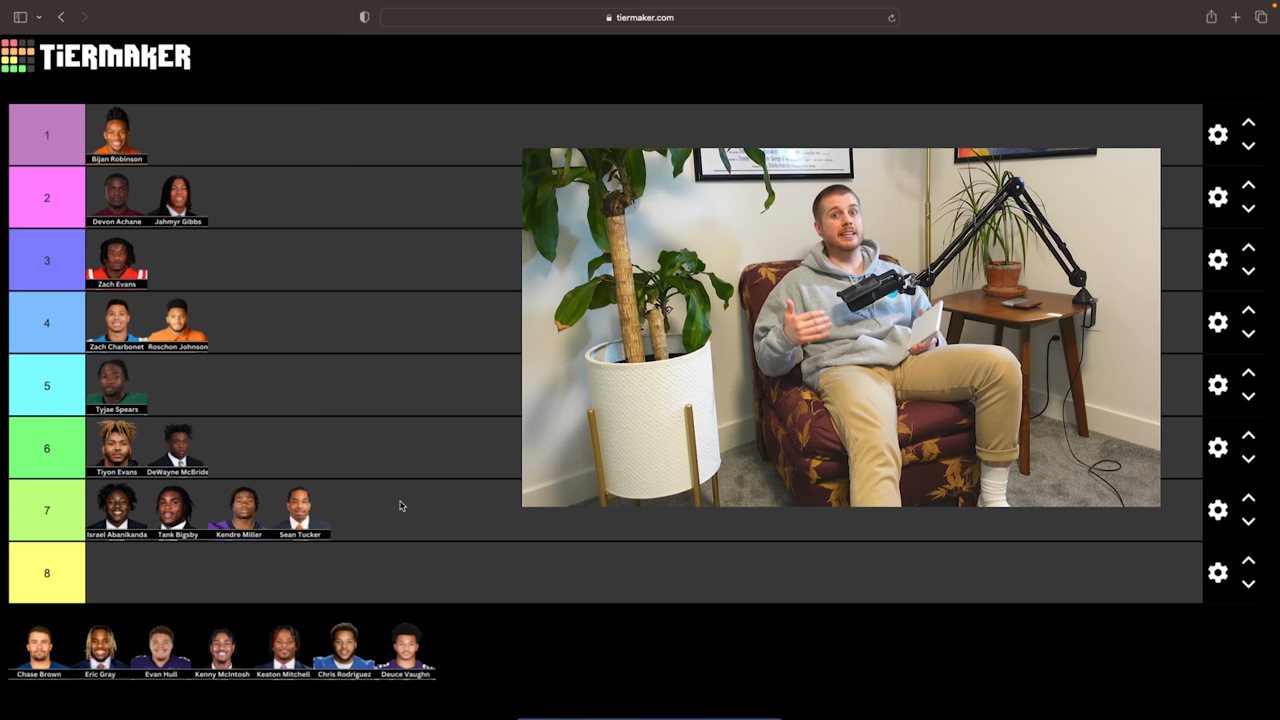 tiermaker.com
TiERMAKER
1
Bijan Robinson
2
Devon Achane
Jahmyr Gibbs
3
Zach Evans
4
Zach Charbonet
Roschon Johnson
5
Tyjae Spears
6
Tiyon Evans
DeWayne McBride
7
Israel Abanikanda
Tank Bigsby
Kendre Miller
Sean Tucker
8
Chase Brown
Eric Gray
Evan Hull
Kenny McIntosh
Keaton Mitchell
Chris Rodriguez
Deuce Vaughn